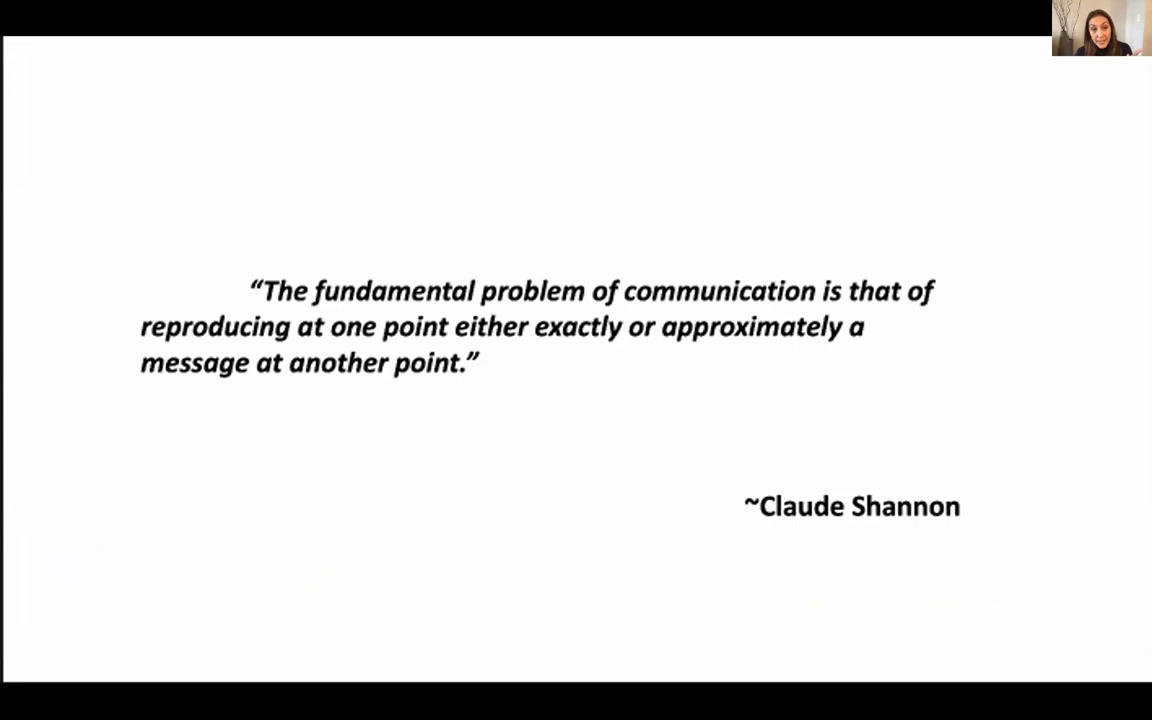 “The fundamental problem of communication is that of
reproducing at one point either exactly or approximately a
message at another point.”
~Claude Shannon